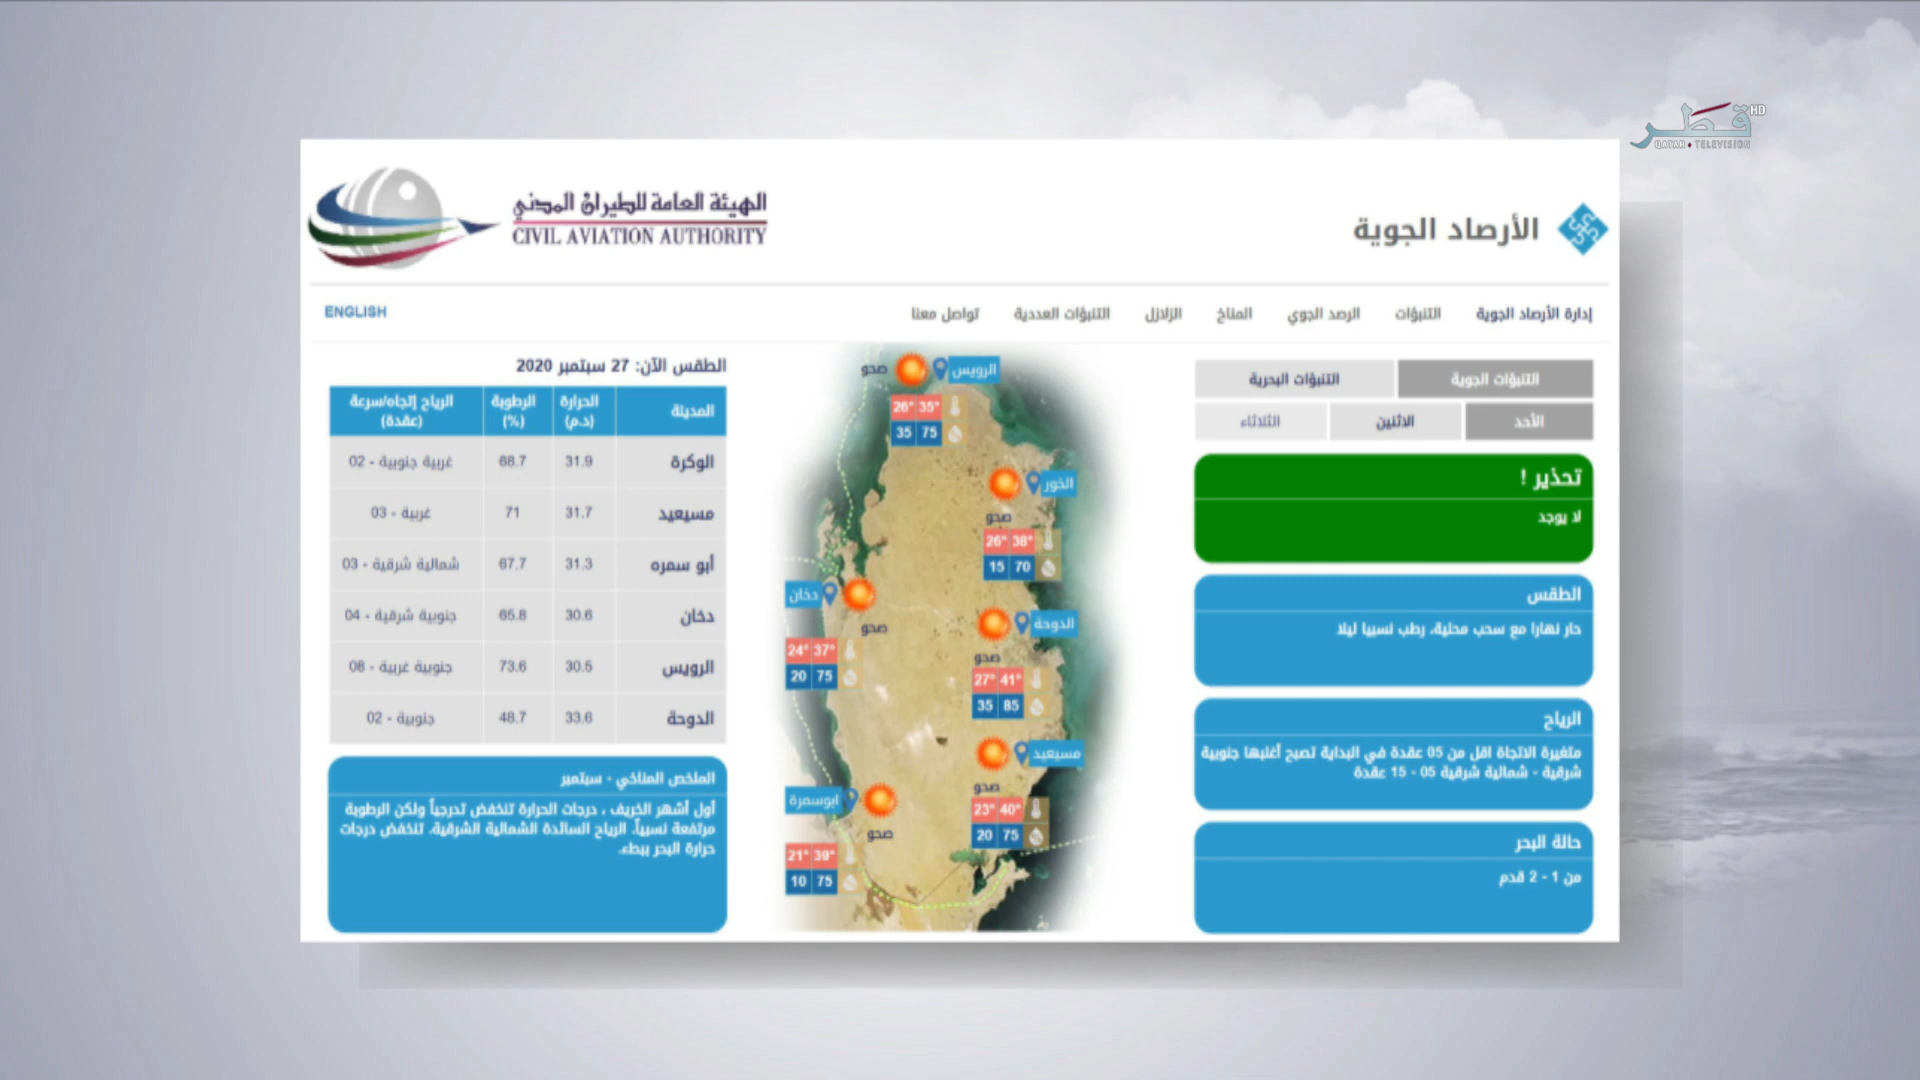 قطر HD
QATAR TELEVISION
الأرصاد الجوية
الهيئة العامة للطيران المدني
CIVIL AVIATION AUTHORITY
إدارة الأرصاد الجوية التنبؤات الرصد الجوي المناخ الزلازل التنبؤات العددية تواصل معنا
ENGLISH
التنبؤات الجوية التنبؤات البحرية
الأحد الاثنين الثلاثاء
تحذير !
لا يوجد
الطقس
حار نهارا مع سحب محلية، رطب نسبيا ليلا
الرياح
متغيرة الاتجاة اقل من 05 عقدة في البداية تصبح أغلبها جنوبية
شرقية - شمالية شرقية 05 - 15 عقدة
حالة البحر
من 1 - 2 قدم
الرويس
صحو
26° 35°
35 75
الخور
صحو
26° 38°
15 70
دخان
صحو
24° 37°
20 75
الدوحة
صحو
27° 41°
35 85
مسيعيد
صحو
23° 40°
20 75
ابوسمرة
صحو
21° 39°
10 75
الطقس الآن: 27 سبتمبر 2020
المدينة الحرارة (د.م) الرطوبة (%) الرياح إتجاه/سرعة (عقدة)
الوكرة 31.9 68.7 غربية جنوبية - 02
مسيعيد 31.7 71 غربية - 03
أبو سمره 31.3 67.7 شمالية شرقية - 03
دخان 30.6 65.8 جنوبية شرقية - 04
الرويس 30.5 73.6 جنوبية غربية - 08
الدوحة 33.6 48.7 جنوبية - 02
الملخص المناخي - سبتمبر
أول أشهر الخريف ، درجات الحرارة تنخفض تدرجياً ولكن الرطوبة
مرتفعة نسبياً. الرياح السائدة الشمالية الشرقية. تنخفض درجات
حرارة البحر ببطء.